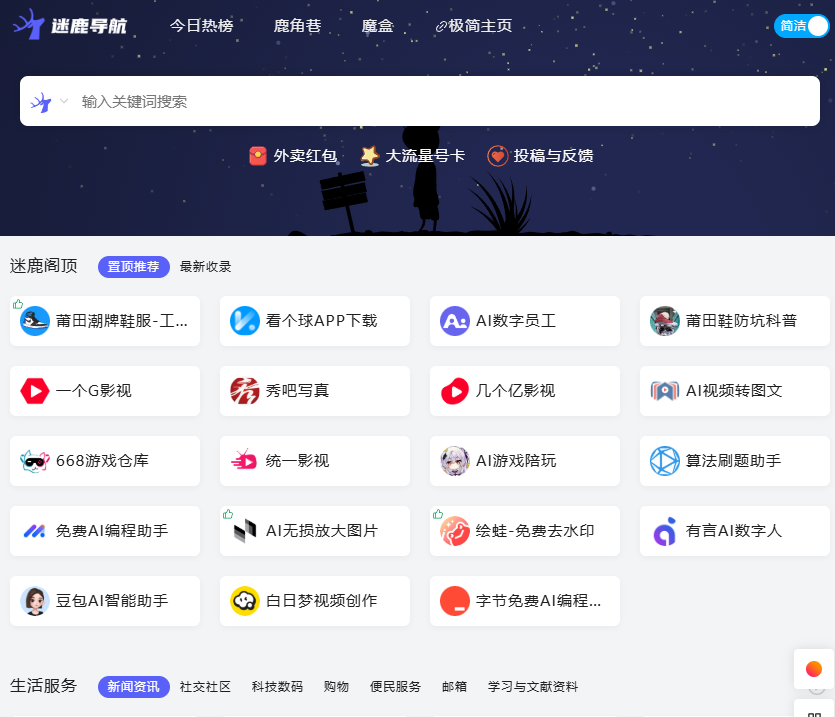 迷鹿导航 今日热榜 鹿角巷 魔盒 极简主页 简洁
输入关键词搜索
外卖红包 大流量号卡 投稿与反馈
迷鹿阁顶 置顶推荐 最新收录
莆田潮牌鞋服-工... 看个球APP下载 AI数字员工 莆田鞋防坑科普
一个G影视 秀吧写真 几个亿影视 AI视频转图文
668游戏仓库 统一影视 AI游戏陪玩 算法刷题助手
免费AI编程助手 AI无损放大图片 绘蛙-免费去水印 有言AI数字人
豆包AI智能助手 白日梦视频创作 字节免费AI编程...
生活服务 新闻资讯 社交社区 科技数码 购物 便民服务 邮箱 学习与文献资料